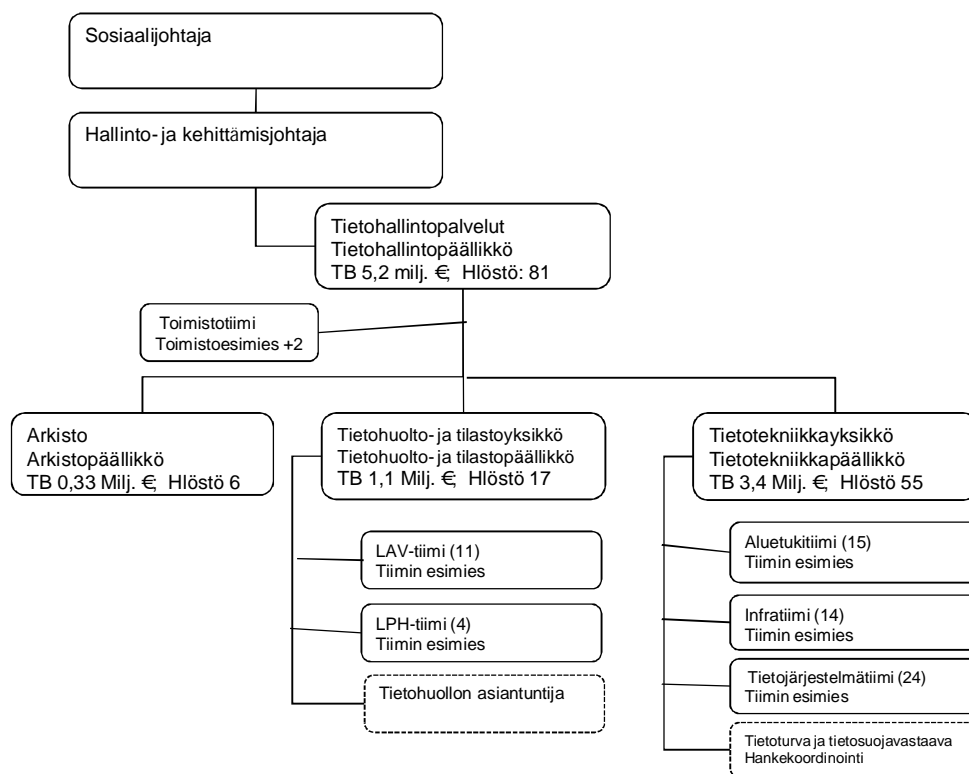 Sosiaalijohtaja
Hallinto- ja kehittämisjohtaja
Tietohallintopalvelut
Tietohallintopäällikkö
TB 5,2 milj. €, Hlöstö: 81
Toimistotiimi
Toimistoesimies +2
Arkisto
Arkistopäällikkö
TB 0,33 Milj. €, Hlöstö 6
Tietohuolto- ja tilastoyksikkö
Tietohuolto- ja tilastopäällikkö
TB 1,1 Milj. €, Hlöstö 17
LAV-tiimi (11)
Tiimin esimies
LPH-tiimi (4)
Tiimin esimies
Tietohuollon asiantuntija
Tietotekniikkayksikkö
Tietotekniikkapäällikkö
TB 3,4 Milj. €, Hlöstö 55
Aluetukitiimi (15)
Tiimin esimies
Infratiimi (14)
Tiimin esimies
Tietojärjestelmätiimi (24)
Tiimin esimies
Tietoturva ja tietosuojavastaava
Hankekoordinointi